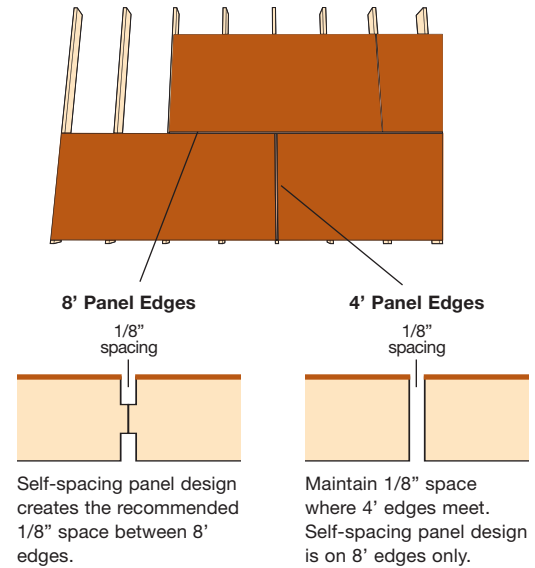 8’ Panel Edges
1/8”
spacing
Self-spacing panel design
creates the recommended
1/8” space between 8’
edges.
4’ Panel Edges
1/8”
spacing
Maintain 1/8” space
where 4’ edges meet.
Self-spacing panel design
is on 8’ edges only.